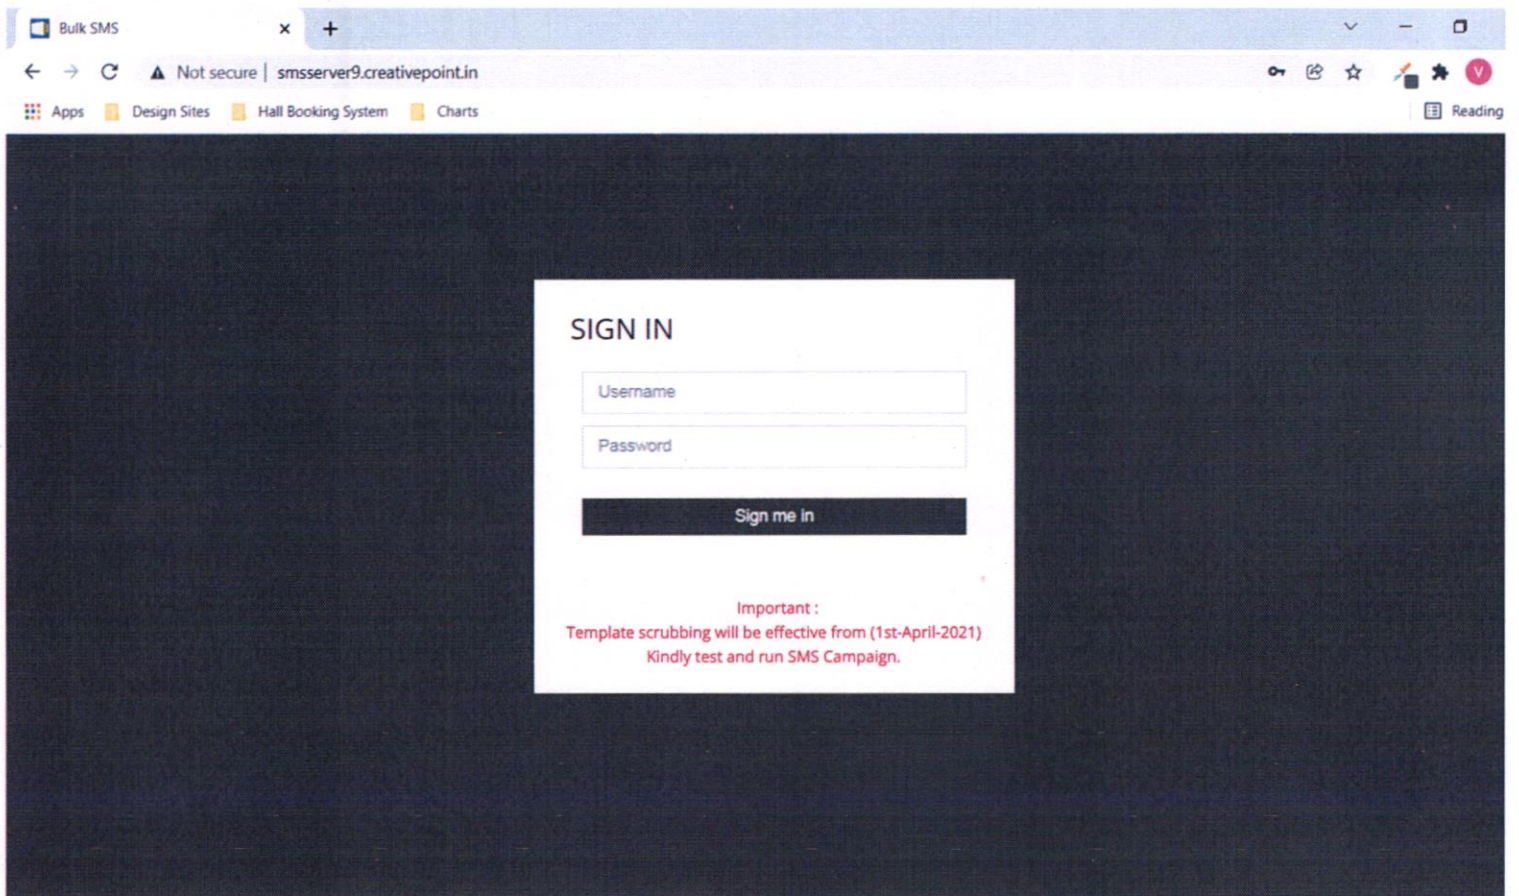 Bulk SMS
Not secure | smsserver9.creativepoint.in
V
Apps Design Sites Hall Booking System Charts Reading
SIGN IN
Username
Password
Sign me in
Important :
Template scrubbing will be effective from (1st-April-2021)
Kindly test and run SMS Campaign.